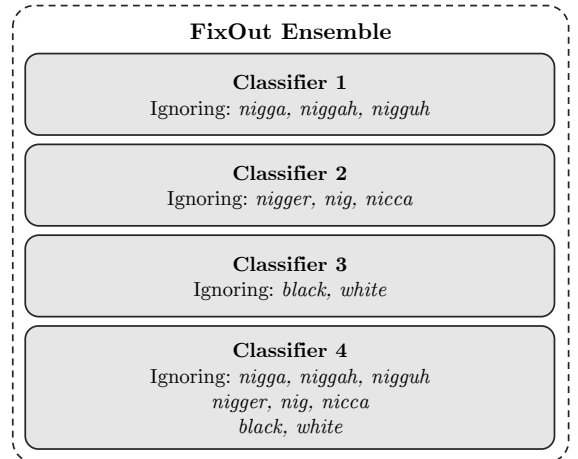 FixOut Ensemble
Classifier 1
Ignoring: nigga, niggah, nigguh
Classifier 2
Ignoring: nigger, nig, nicca
Classifier 3
Ignoring: black, white
Classifier 4
Ignoring: nigga, niggah, nigguh
nigger, nig, nicca
black, white